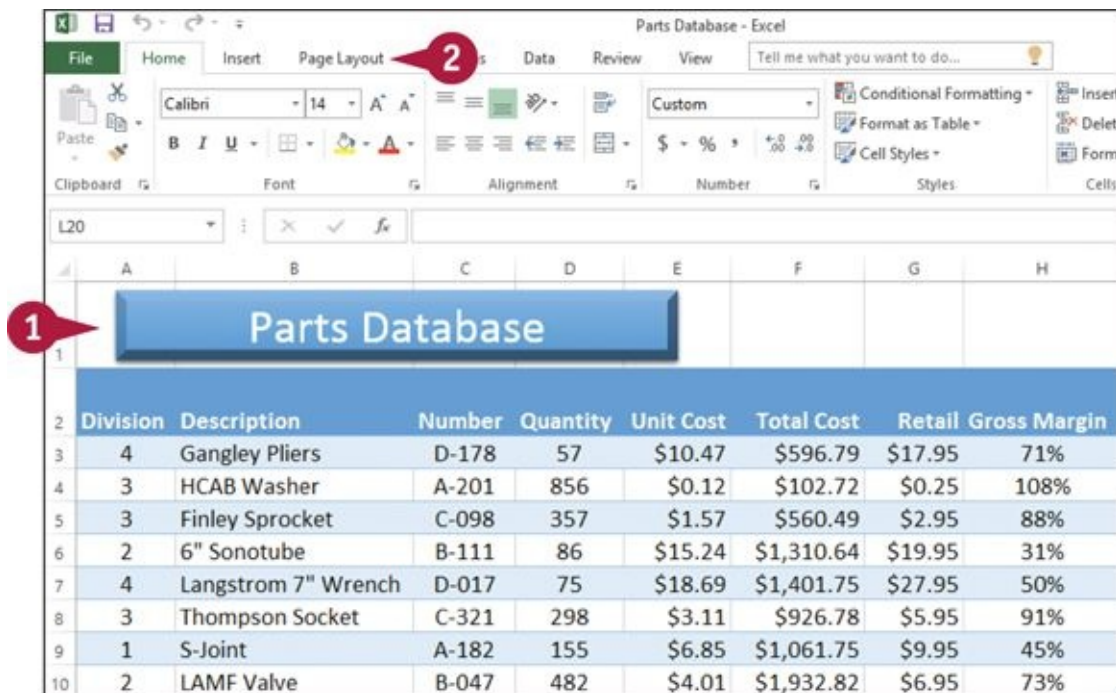 Parts Database - Excel
File Home Insert Page Layout 2 s Data Review View Tell me what you want to do...
Calibri 14 A A Custom Conditional Formatting Insert
Paste Format as Table Delet
B I U A $ % , .00 .00 Cell Styles Form
Clipboard Font Alignment Number Styles Cells
L20 fx
A B C D E F G H
1 Parts Database
1
2 Division Description Number Quantity Unit Cost Total Cost Retail Gross Margin
3 4 Gangley Pliers D-178 57 $10.47 $596.79 $17.95 71%
4 3 HCAB Washer A-201 856 $0.12 $102.72 $0.25 108%
5 3 Finley Sprocket C-098 357 $1.57 $560.49 $2.95 88%
6 2 6" Sonotube B-111 86 $15.24 $1,310.64 $19.95 31%
7 4 Langstrom 7" Wrench D-017 75 $18.69 $1,401.75 $27.95 50%
8 3 Thompson Socket C-321 298 $3.11 $926.78 $5.95 91%
9 1 S-Joint A-182 155 $6.85 $1,061.75 $9.95 45%
10 2 LAMF Valve B-047 482 $4.01 $1,932.82 $6.95 73%